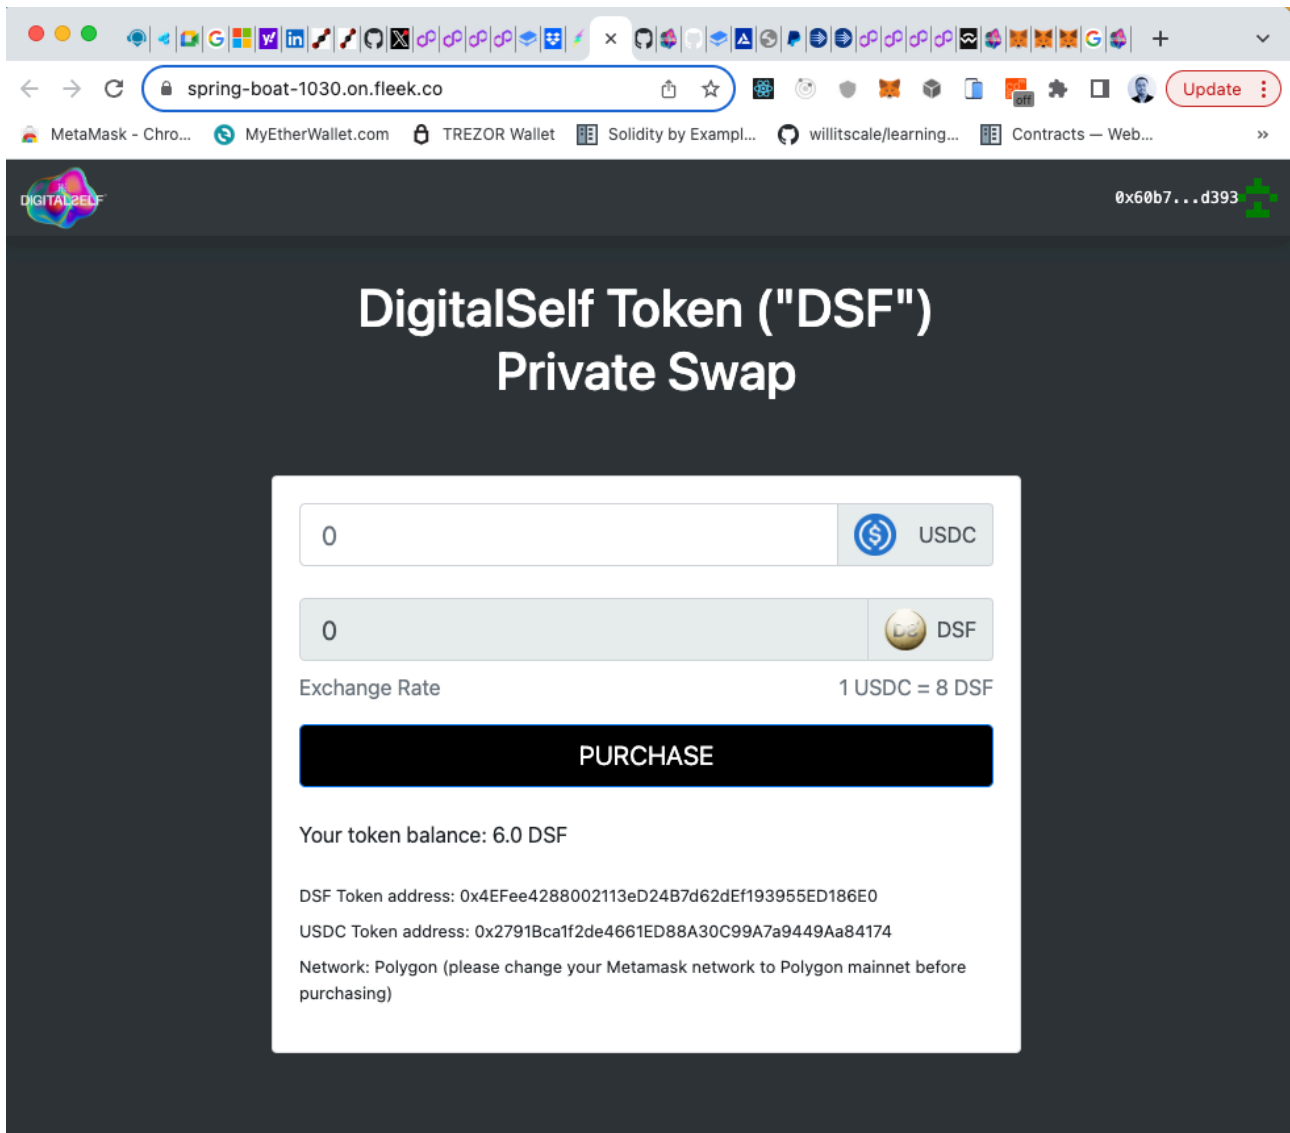 spring-boat-1030.on.fleek.co
off
Update
MetaMask - Chro...
MyEtherWallet.com
TREZOR Wallet
Solidity by Exampl...
willitscale/learning...
Contracts — Web...
»
DIGITALSELF
0x60b7...d393
DigitalSelf Token ("DSF")
Private Swap
0
USDC
0
DSF
Exchange Rate
1 USDC = 8 DSF
PURCHASE
Your token balance: 6.0 DSF
DSF Token address: 0x4EFee4288002113eD24B7d62dEf193955ED186E0
USDC Token address: 0x2791Bca1f2de4661ED88A30C99A7a9449Aa84174
Network: Polygon (please change your Metamask network to Polygon mainnet before
purchasing)